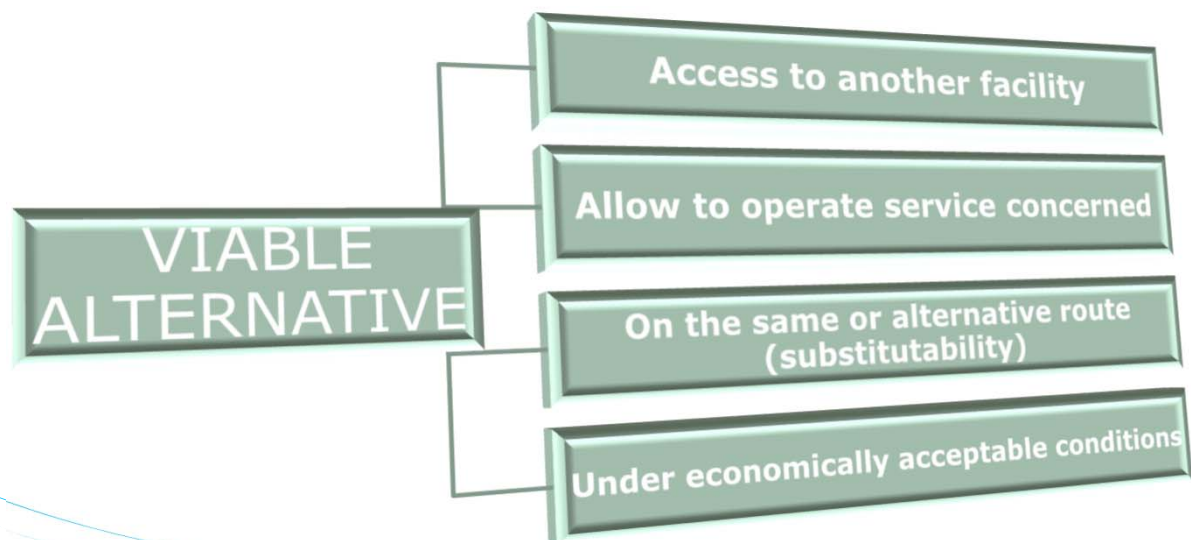 VIABLE
ALTERNATIVE
Access to another facility
Allow to operate service concerned
On the same or alternative route
(substitutability)
Under economically acceptable conditions